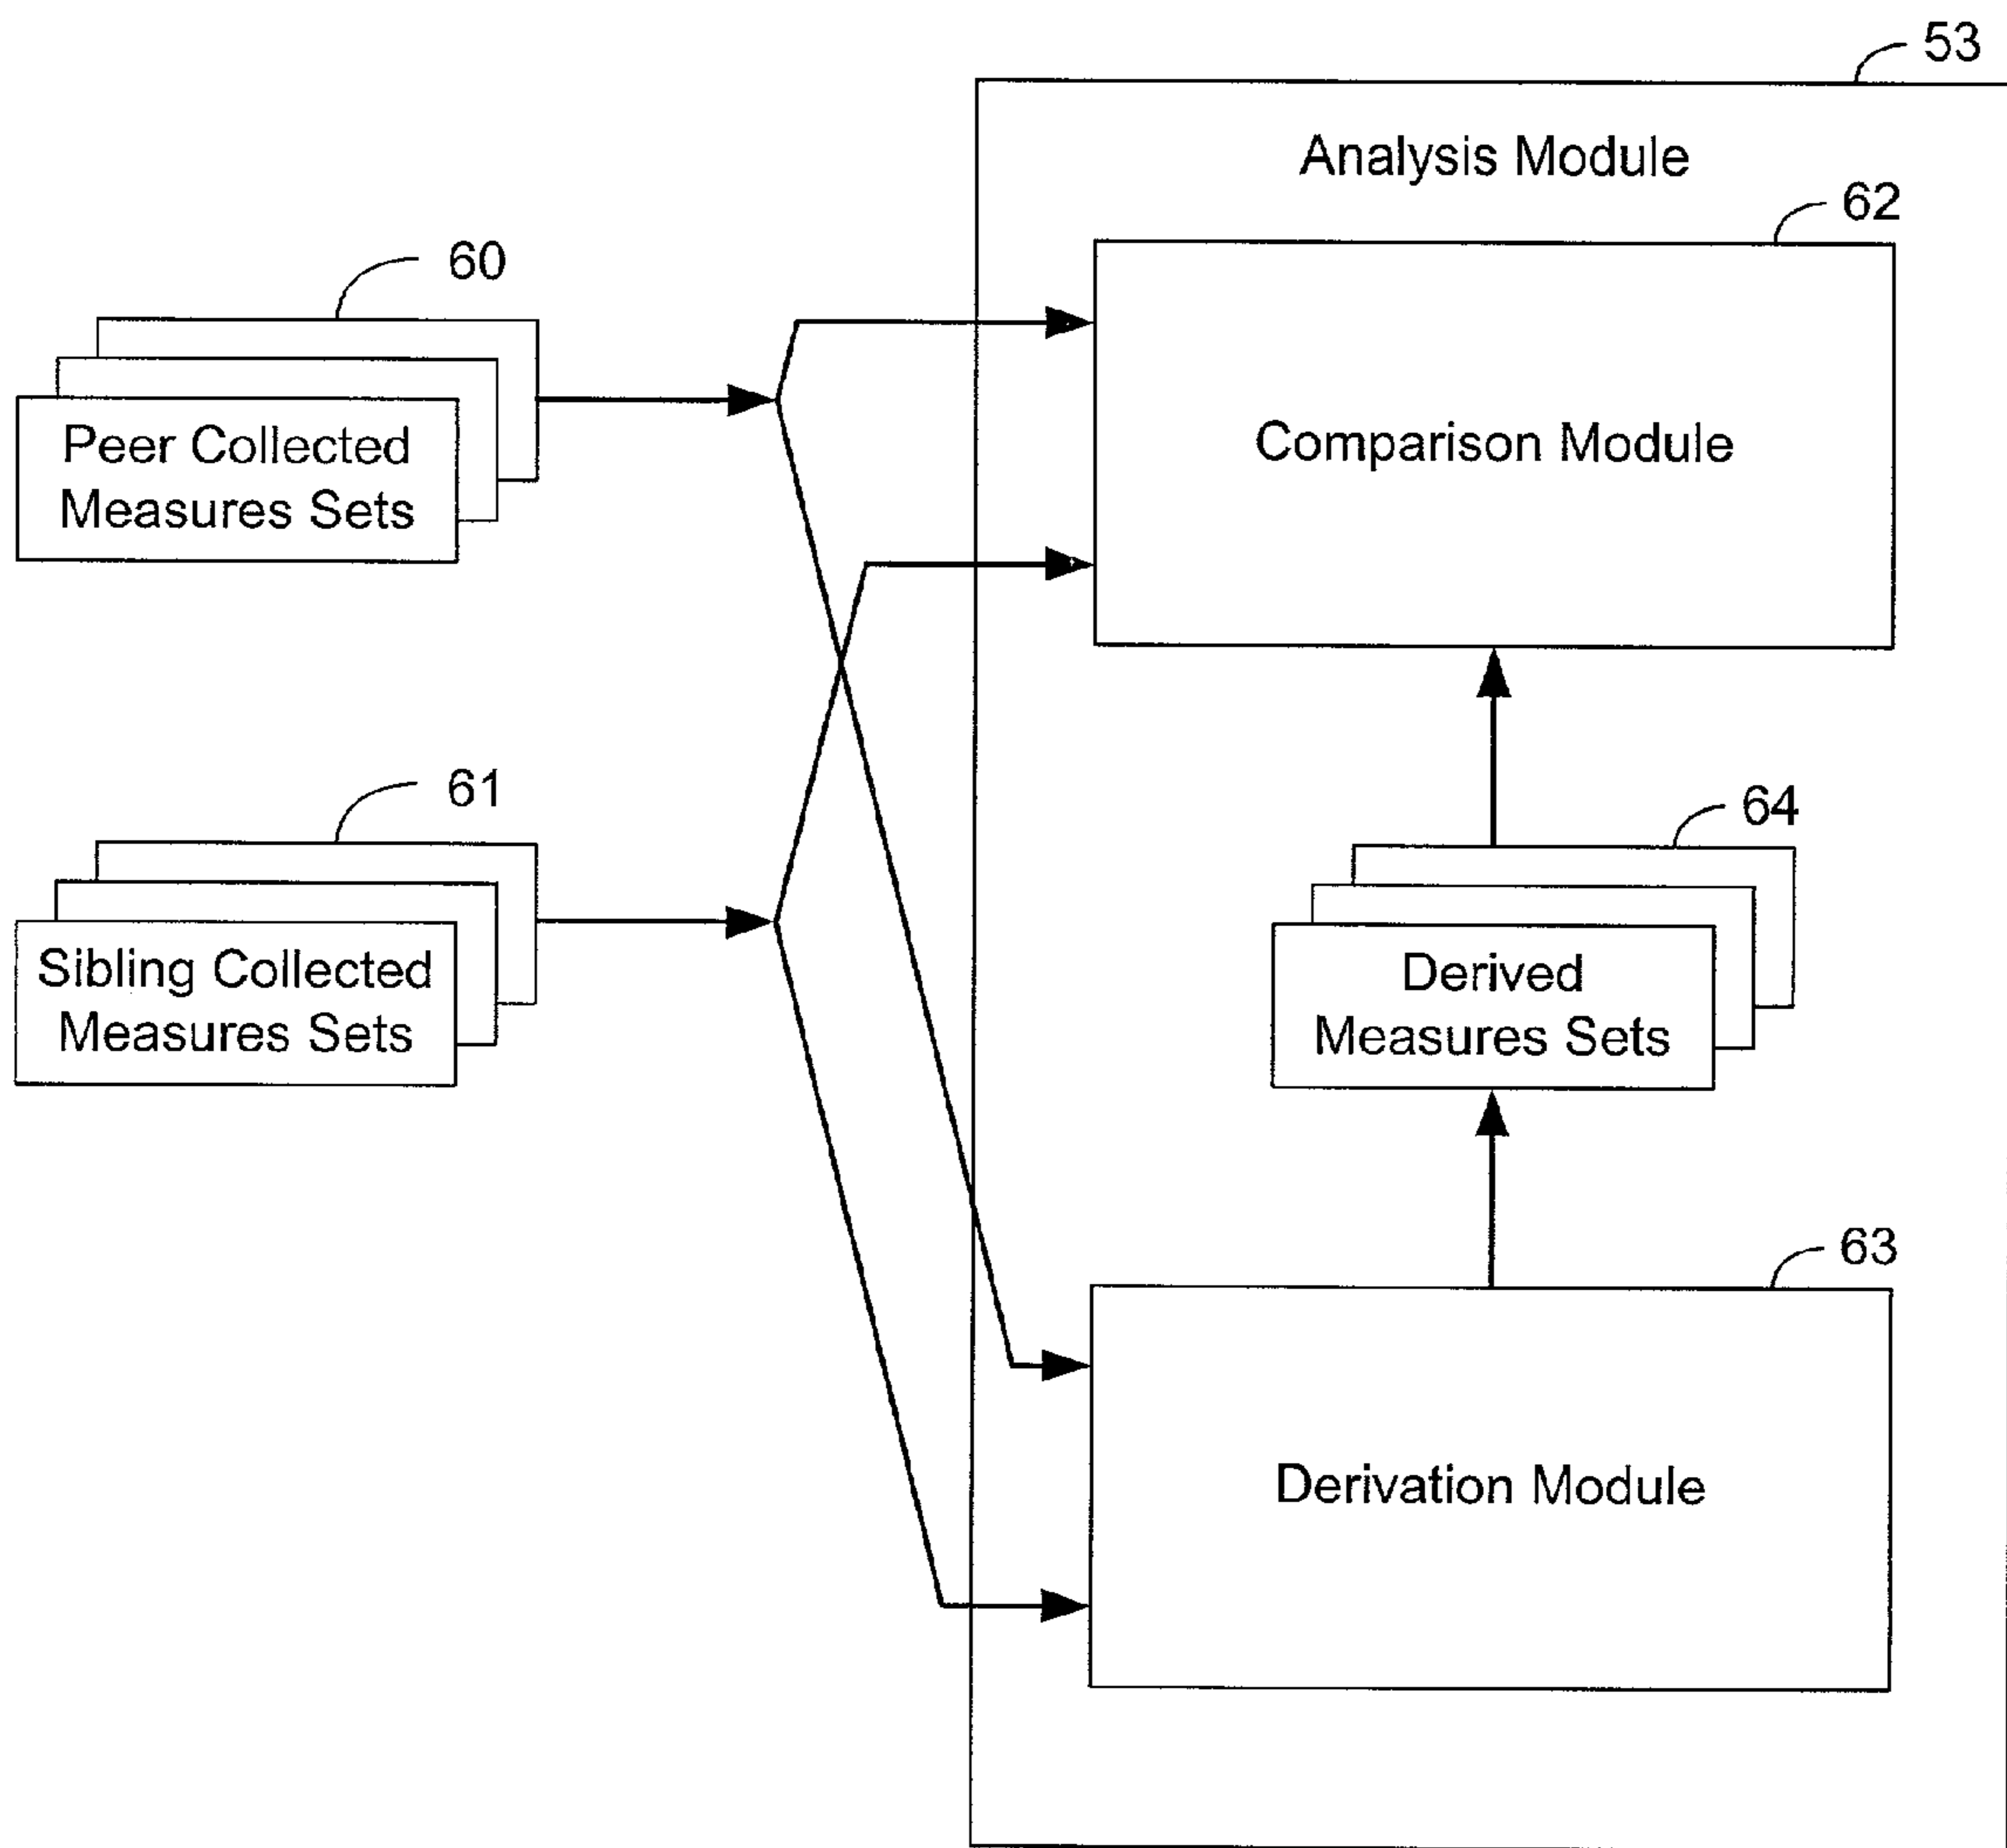 53
Analysis Module
62
60
Peer Collected
Measures Sets
Comparison Module
61
Sibling Collected
Measures Sets
64
Derived
Measures Sets
63
Derivation Module